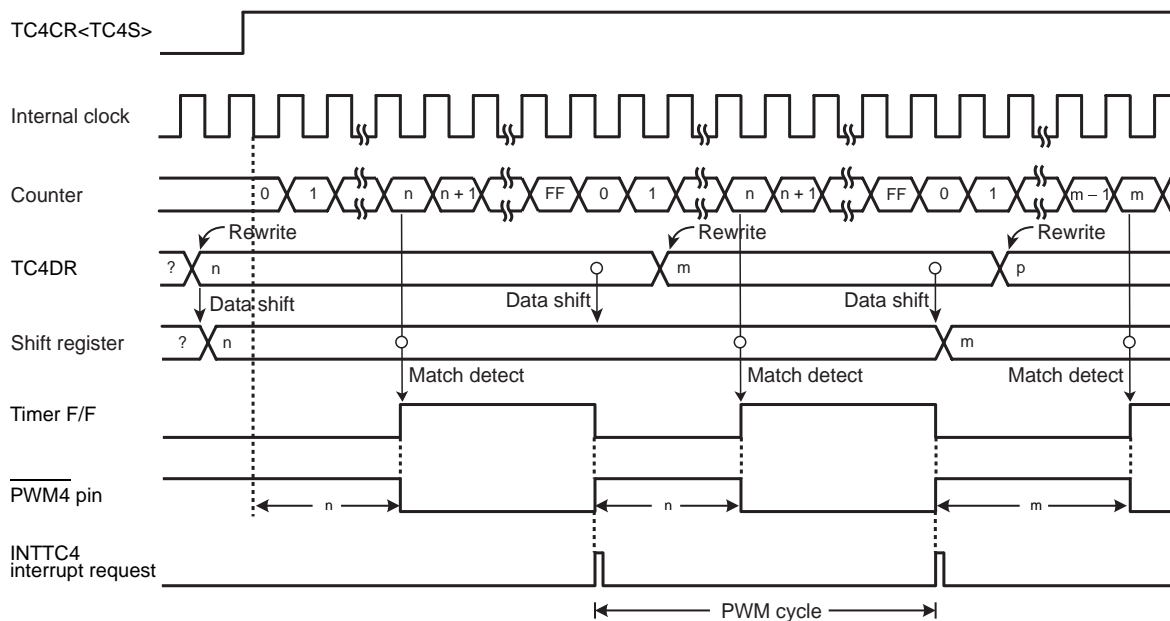 TC4CR<TC4S>
Internal clock
Counter 0 1 n n + 1 FF 0 1 n n + 1 FF 0 1 m – 1 m
Rewrite Rewrite Rewrite
TC4DR ? n m p
Data shift Data shift Data shift
Shift register ? n m
Match detect Match detect Match detect
Timer F/F
PWM4 pin
n n m
INTTC4
interrupt request
PWM cycle